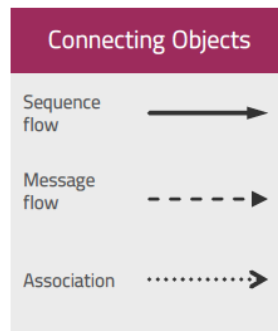 Connecting Objects
Sequence
flow
Message
flow
Association